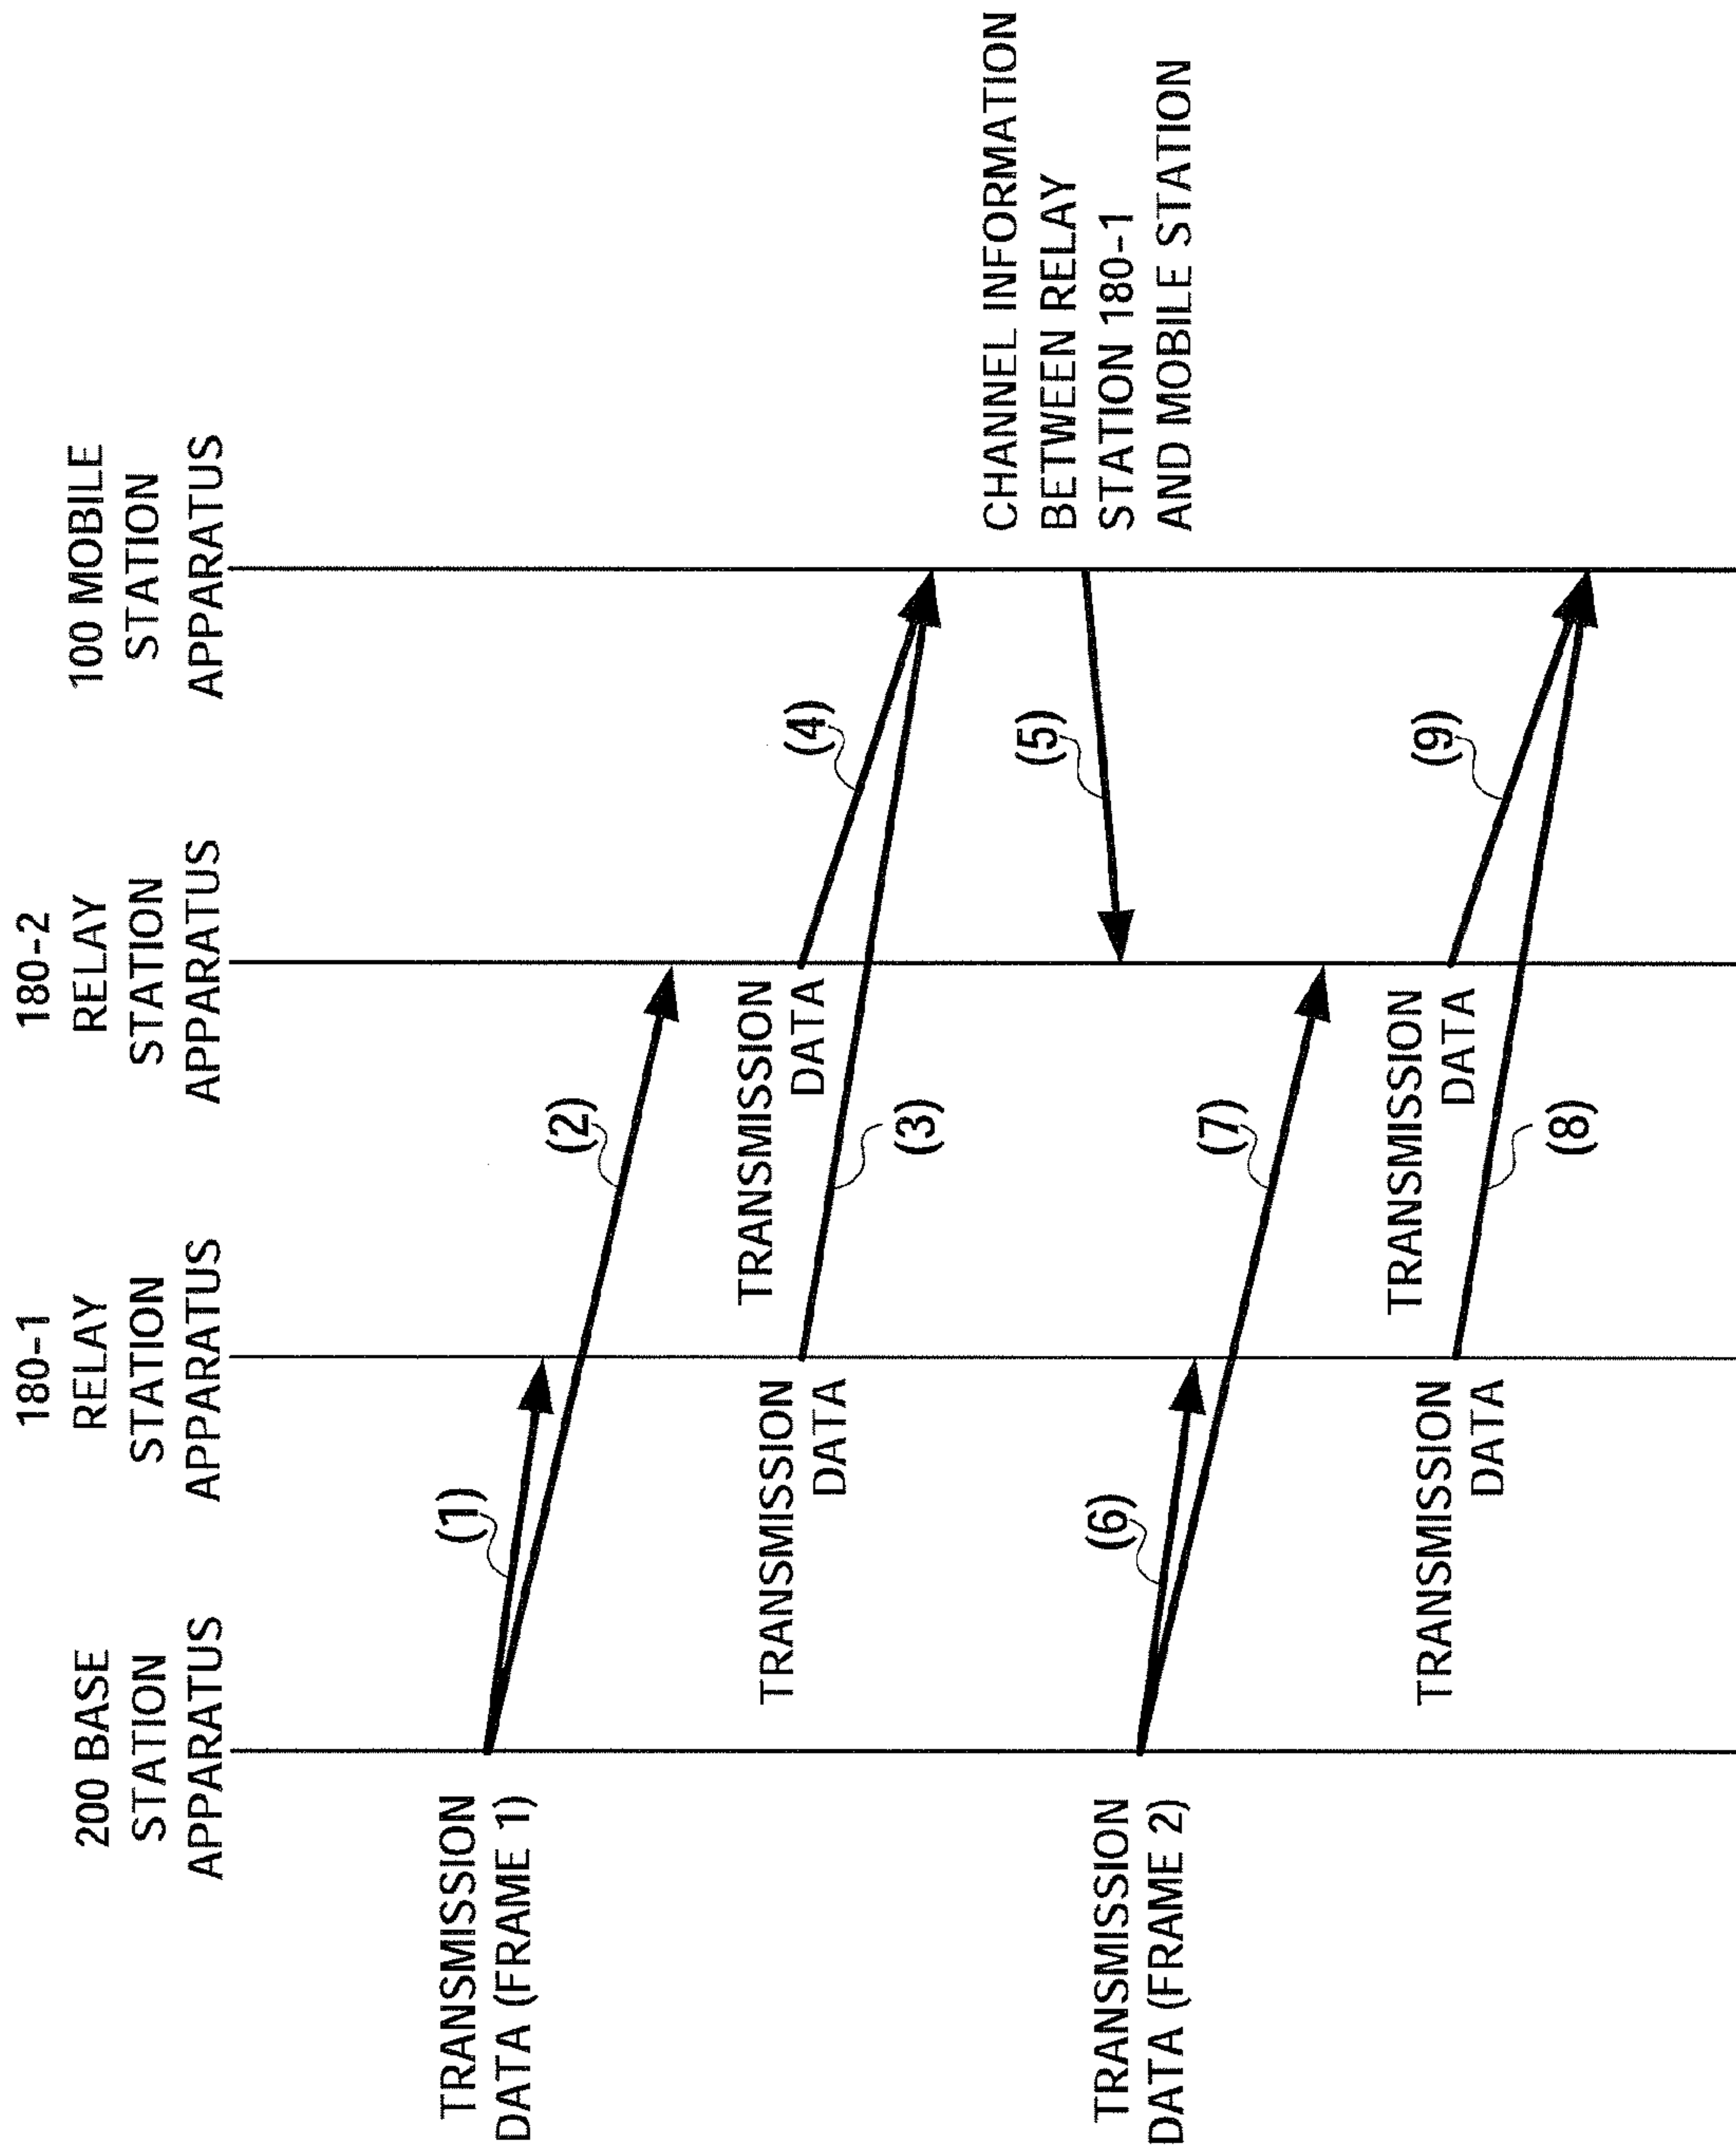 200 BASE
STATION
APPARATUS
180-1
RELAY
STATION
APPARATUS
180-2
RELAY
STATION
APPARATUS
100 MOBILE
STATION
APPARATUS
TRANSMISSION
DATA (FRAME 1)
(1)
(2)
TRANSMISSION
DATA
TRANSMISSION
DATA
(3)
(4)
(5)
CHANNEL INFORMATION
BETWEEN RELAY
STATION 180-1
AND MOBILE STATION
TRANSMISSION
DATA (FRAME 2)
(6)
(7)
TRANSMISSION
DATA
TRANSMISSION
DATA
(8)
(9)